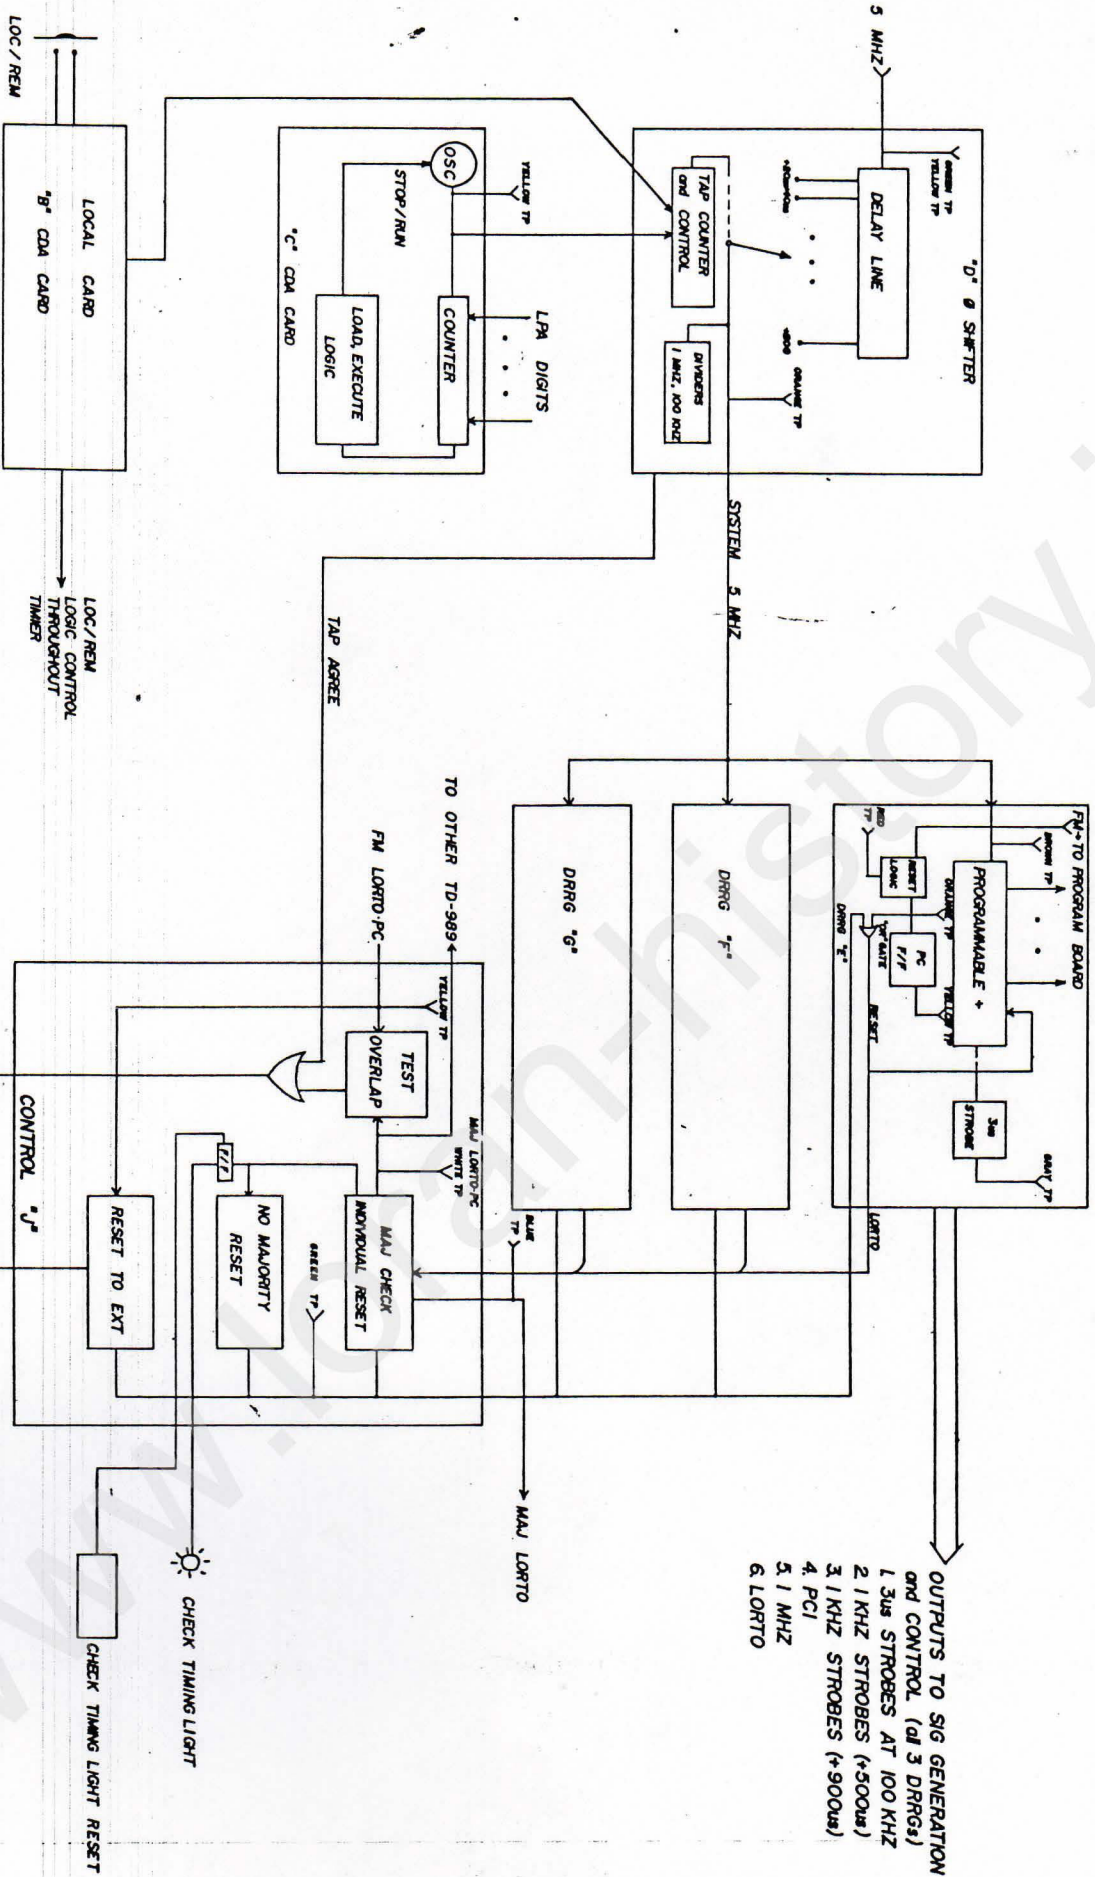 5 MHZ
GREEN TP
YELLOW TP
DELAY LINE
"D" Ø SHIFTER
TAP COUNTER
and CONTROL
ORANGE TP
DIVIDERS
1 MHZ, 100 KHZ
SYSTEM 5 MHZ
YELLOW TP
OSC
STOP/RUN
COUNTER
LPA DIGITS
LOAD, EXECUTE
LOGIC
"C" CDA CARD
LOC/REM
LOCAL CARD
"B" CDA CARD
LOC/REM
LOGIC CONTROL
THROUGHOUT
TIMER
TAP AGREE
FM→TO PROGRAM BOARD
BROWN TP
PROGRAMMABLE ÷
RED
TP
RESET
LOGIC
ORANGE TP
PC
F/F
YELLOW TP
"OR" GATE
RESET
DRRG "E"
3us
STROBE
GRAY TP
LORTO
DRRG "F"
DRRG "G"
BLUE
TP
TO OTHER TD-989
FM LORTO·PC
YELLOW TP
TEST
OVERLAP
MAJ LORTO·PC
WHITE TP
MAJ CHECK
INDIVIDUAL RESET
GREEN TP
F/F
NO MAJORITY
RESET
RESET TO EXT
CONTROL "J"
MAJ LORTO
CHECK TIMING LIGHT
CHECK TIMING LIGHT RESET
OUTPUTS TO SIG GENERATION
and CONTROL (all 3 DRRGs)
1. 3us STROBES AT 100 KHZ
2. 1 KHZ STROBES (+500us)
3. 1 KHZ STROBES (+900us)
4. PCI
5. 1 MHZ
6. LORTO
www.loran-history.